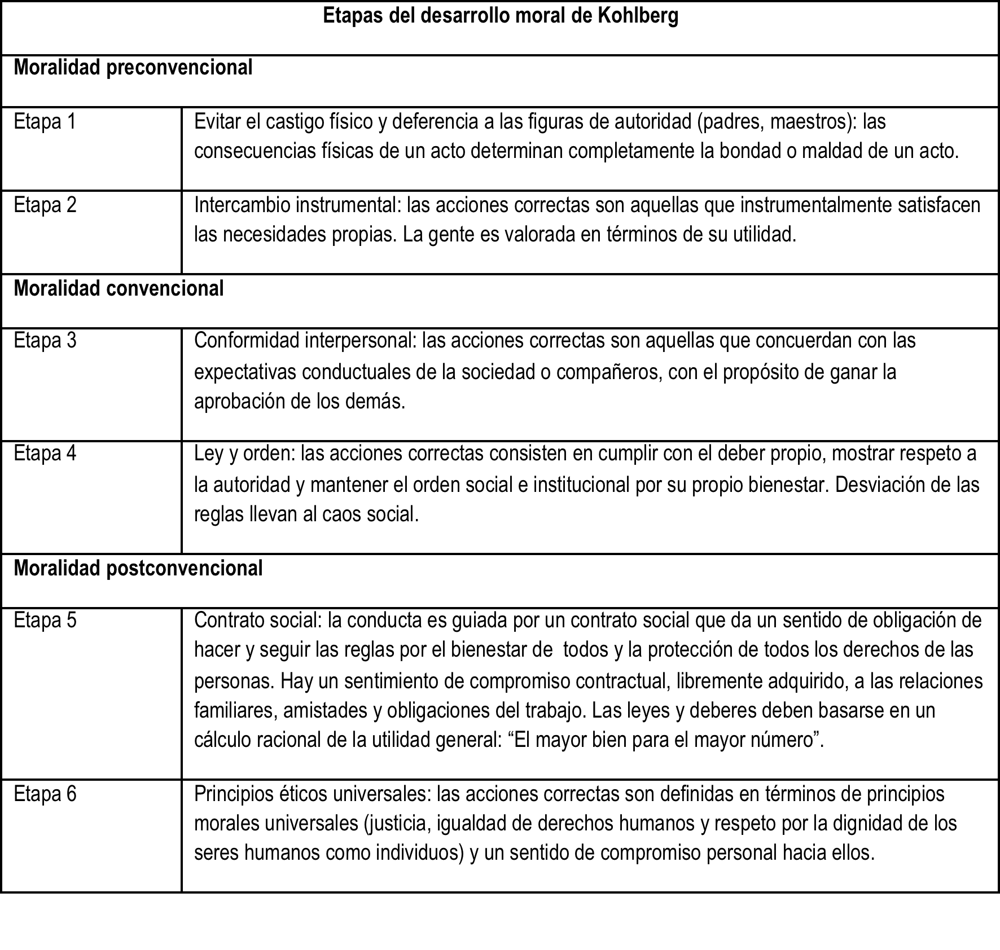 Etapas del desarrollo moral de Kohlberg
Moralidad preconvencional
Etapa 1
Evitar el castigo físico y deferencia a las figuras de autoridad (padres, maestros): las
consecuencias físicas de un acto determinan completamente la bondad o maldad de un acto.
Etapa 2
Intercambio instrumental: las acciones correctas son aquellas que instrumentalmente satisfacen
las necesidades propias. La gente es valorada en términos de su utilidad.
Moralidad convencional
Etapa 3
Conformidad interpersonal: las acciones correctas son aquellas que concuerdan con las
expectativas conductuales de la sociedad o compañeros, con el propósito de ganar la
aprobación de los demás.
Etapa 4
Ley y orden: las acciones correctas consisten en cumplir con el deber propio, mostrar respeto a
la autoridad y mantener el orden social e institucional por su propio bienestar. Desviación de las
reglas llevan al caos social.
Moralidad postconvencional
Etapa 5
Contrato social: la conducta es guiada por un contrato social que da un sentido de obligación de
hacer y seguir las reglas por el bienestar de  todos y la protección de todos los derechos de las
personas. Hay un sentimiento de compromiso contractual, libremente adquirido, a las relaciones
familiares, amistades y obligaciones del trabajo. Las leyes y deberes deben basarse en un
cálculo racional de la utilidad general: “El mayor bien para el mayor número”.
Etapa 6
Principios éticos universales: las acciones correctas son definidas en términos de principios
morales universales (justicia, igualdad de derechos humanos y respeto por la dignidad de los
seres humanos como individuos) y un sentido de compromiso personal hacia ellos.